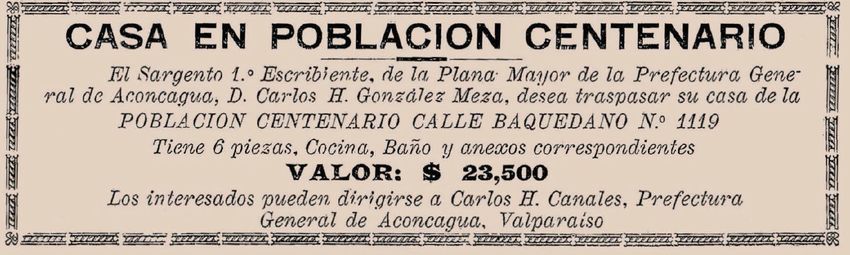 CASA EN POBLACION CENTENARIO
El Sargento 1.º Escribiente, de la Plana Mayor de la Prefectura Gene-
ral de Aconcagua, D. Carlos H. González Meza, desea traspasar su casa de la
POBLACION CENTENARIO CALLE BAQUEDANO N.º 1119
Tiene 6 piezas, Cocina, Baño y anexos correspondientes
VALOR: $ 23,500
Los interesados pueden dirigirse a Carlos H. Canales, Prefectura
General de Aconcagua, Valparaíso